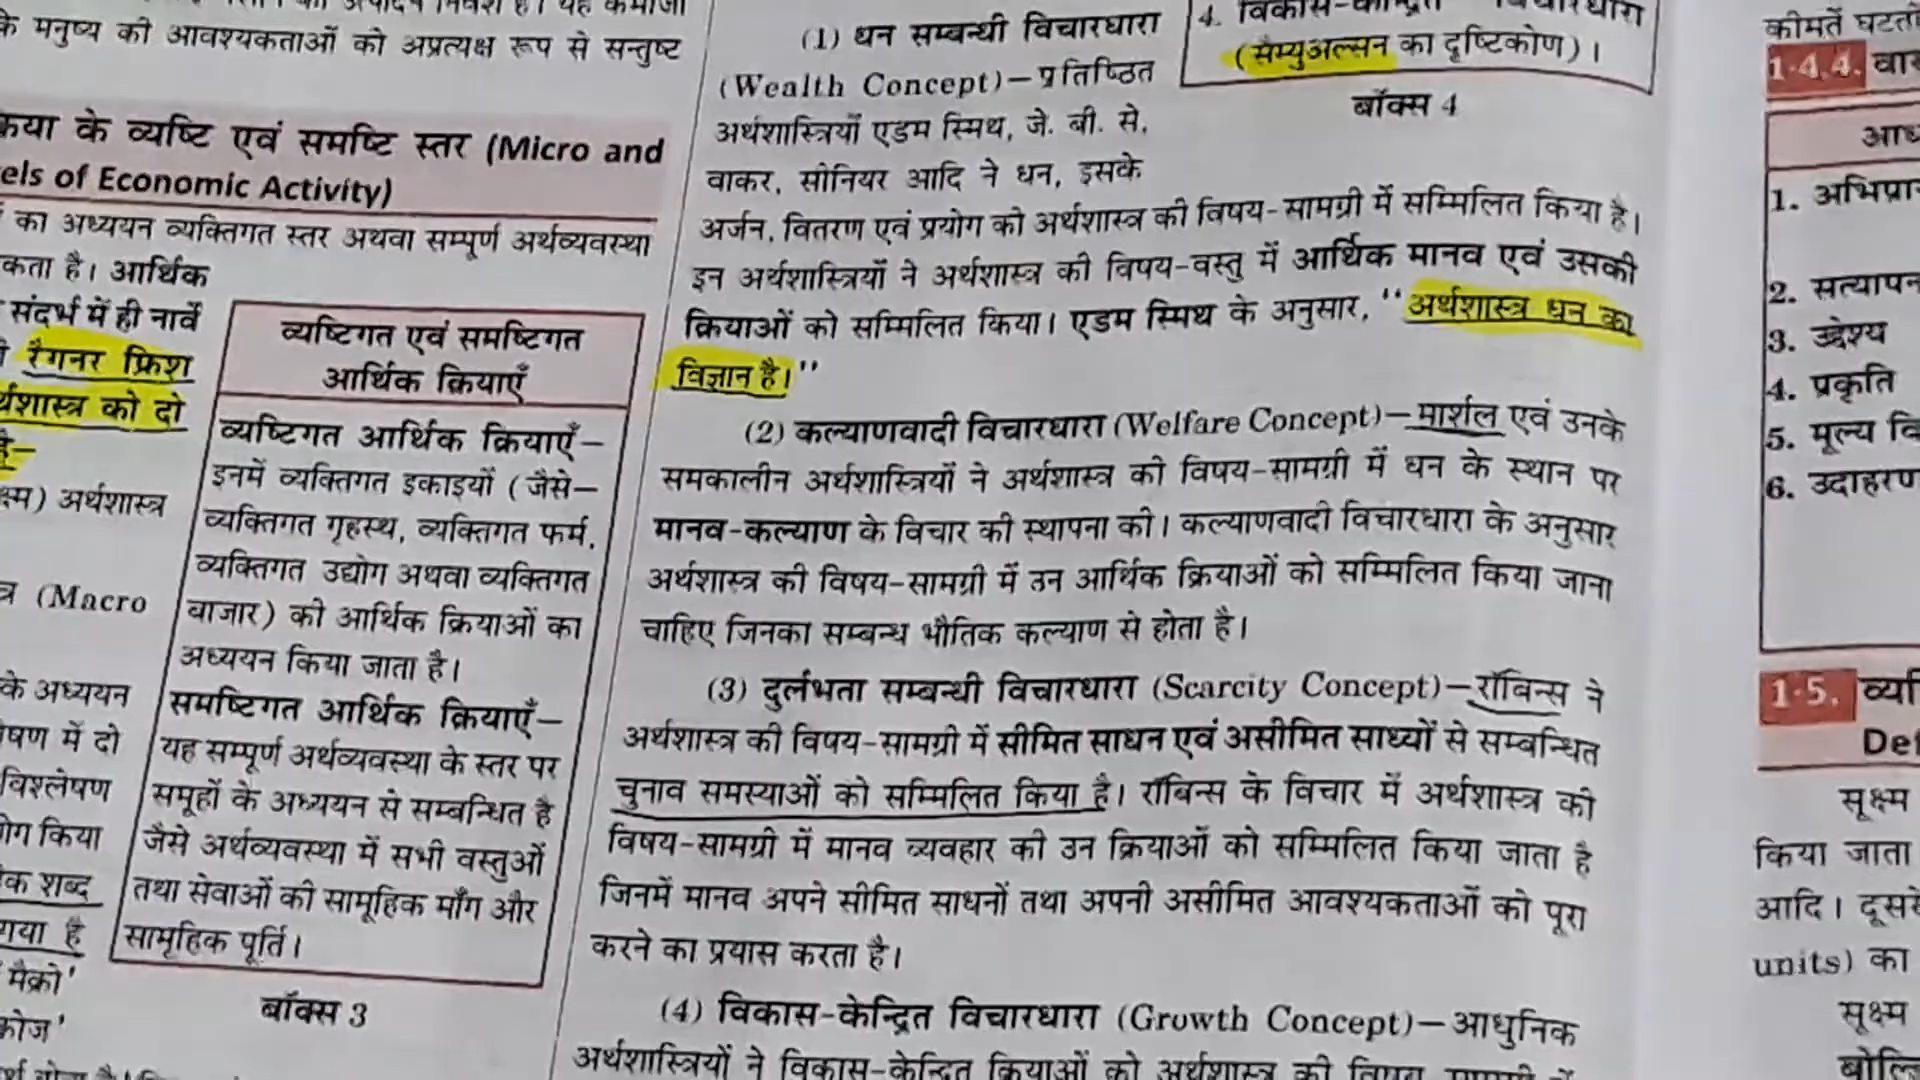 के मनुष्य की आवश्यकताओं को अप्रत्यक्ष रूप से सन्तुष्ट
के व्यष्टि एवं समष्टि स्तर (Micro and
of Economic Activity)
का अध्ययन व्यक्तिगत स्तर अथवा सम्पूर्ण अर्थव्यवस्था
है। आर्थिक
संदर्भ में ही नार्वे
रैगनर फ्रिश
को दो
अर्थशास्त्र
(Macro
के अध्ययन
में दो
विश्लेषण
किया
शब्द
गया है
मैक्रो'
व्यष्टिगत एवं समष्टिगत
आर्थिक क्रियाएँ
व्यष्टिगत आर्थिक क्रियाएँ–
इनमें व्यक्तिगत इकाइयों (जैसे–
व्यक्तिगत गृहस्थ, व्यक्तिगत फर्म,
व्यक्तिगत उद्योग अथवा व्यक्तिगत
बाजार) की आर्थिक क्रियाओं का
अध्ययन किया जाता है।
समष्टिगत आर्थिक क्रियाएँ–
यह सम्पूर्ण अर्थव्यवस्था के स्तर पर
समूहों के अध्ययन से सम्बन्धित है
जैसे अर्थव्यवस्था में सभी वस्तुओं
तथा सेवाओं की सामूहिक माँग और
सामूहिक पूर्ति।
बॉक्स 3
(1) धन सम्बन्धी विचारधारा
(Wealth Concept)–प्रतिष्ठित
अर्थशास्त्रियों एडम स्मिथ, जे. बी. से,
वाकर, सीनियर आदि ने धन, इसके
अर्जन, वितरण एवं प्रयोग को अर्थशास्त्र की विषय-सामग्री में सम्मिलित किया है।
इन अर्थशास्त्रियों ने अर्थशास्त्र की विषय-वस्तु में आर्थिक मानव एवं उसकी
क्रियाओं को सम्मिलित किया। एडम स्मिथ के अनुसार, ''अर्थशास्त्र धन का
विज्ञान है।''
4. विकास-केन्द्रित विचारधारा
(सैम्युअल्सन का दृष्टिकोण)।
बॉक्स 4
(2) कल्याणवादी विचारधारा (Welfare Concept)–मार्शल एवं उनके
समकालीन अर्थशास्त्रियों ने अर्थशास्त्र की विषय-सामग्री में धन के स्थान पर
मानव-कल्याण के विचार की स्थापना की। कल्याणवादी विचारधारा के अनुसार
अर्थशास्त्र की विषय-सामग्री में उन आर्थिक क्रियाओं को सम्मिलित किया जाना
चाहिए जिनका सम्बन्ध भौतिक कल्याण से होता है।
(3) दुर्लभता सम्बन्धी विचारधारा (Scarcity Concept)–रॉबिन्स ने
अर्थशास्त्र की विषय-सामग्री में सीमित साधन एवं असीमित साध्यों से सम्बन्धित
चुनाव समस्याओं को सम्मिलित किया है। रॉबिन्स के विचार में अर्थशास्त्र की
विषय-सामग्री में मानव व्यवहार की उन क्रियाओं को सम्मिलित किया जाता है
जिनमें मानव अपने सीमित साधनों तथा अपनी असीमित आवश्यकताओं को पूरा
करने का प्रयास करता है।
(4) विकास-केन्द्रित विचारधारा (Growth Concept)–आधुनिक
अर्थशास्त्रियों ने विकास-केन्द्रित क्रियाओं को अर्थशास्त्र की विषय
कीमतें
1·4.4.
1.
2.
3. उद्देश्य
4. प्रकृति
5. मूल्य
6. उदाहरण
1·5.
सूक्ष्म
किया जाता
आदि।
units) का
सूक्ष्म